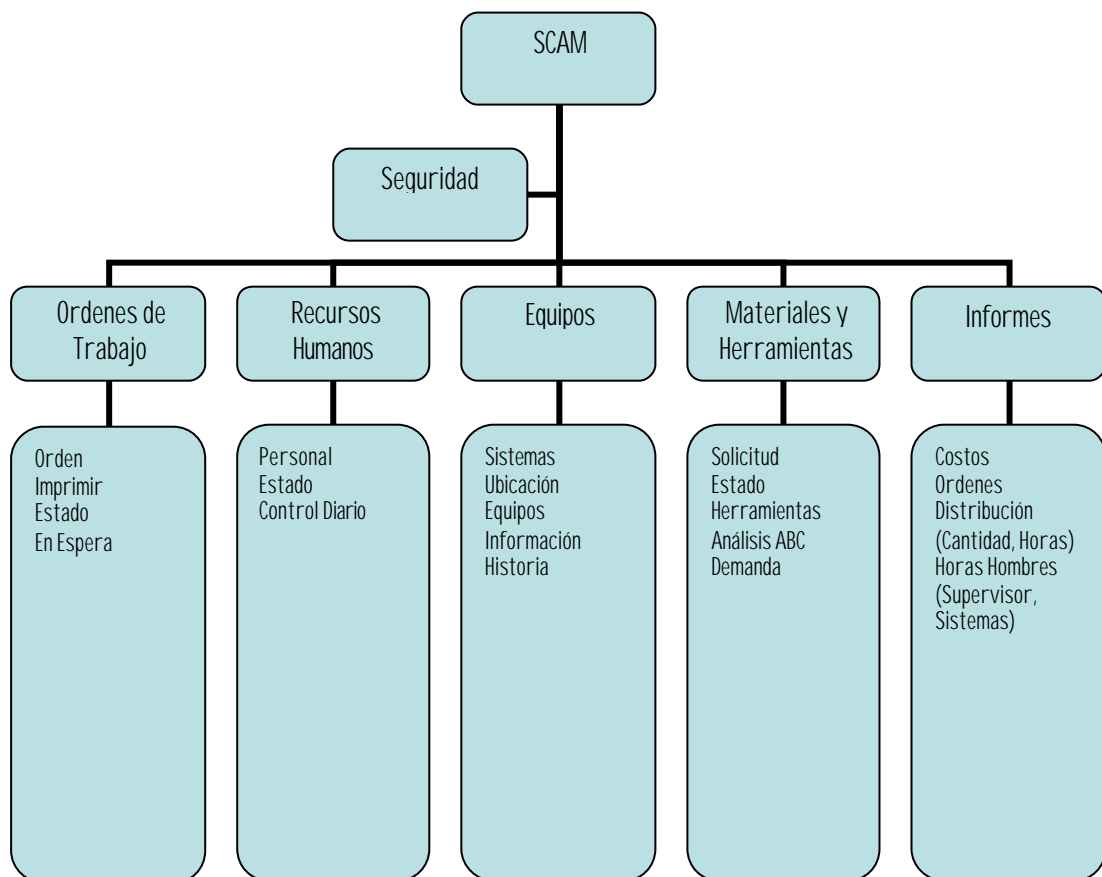 SCAM
Seguridad
Ordenes de
Trabajo
Recursos
Humanos
Equipos
Materiales y
Herramientas
Informes
Orden
Imprimir
Estado
En Espera
Personal
Estado
Control Diario
Sistemas
Ubicación
Equipos
Información
Historia
Solicitud
Estado
Herramientas
Análisis ABC
Demanda
Costos
Ordenes
Distribución
(Cantidad, Horas)
Horas Hombres
(Supervisor,
Sistemas)